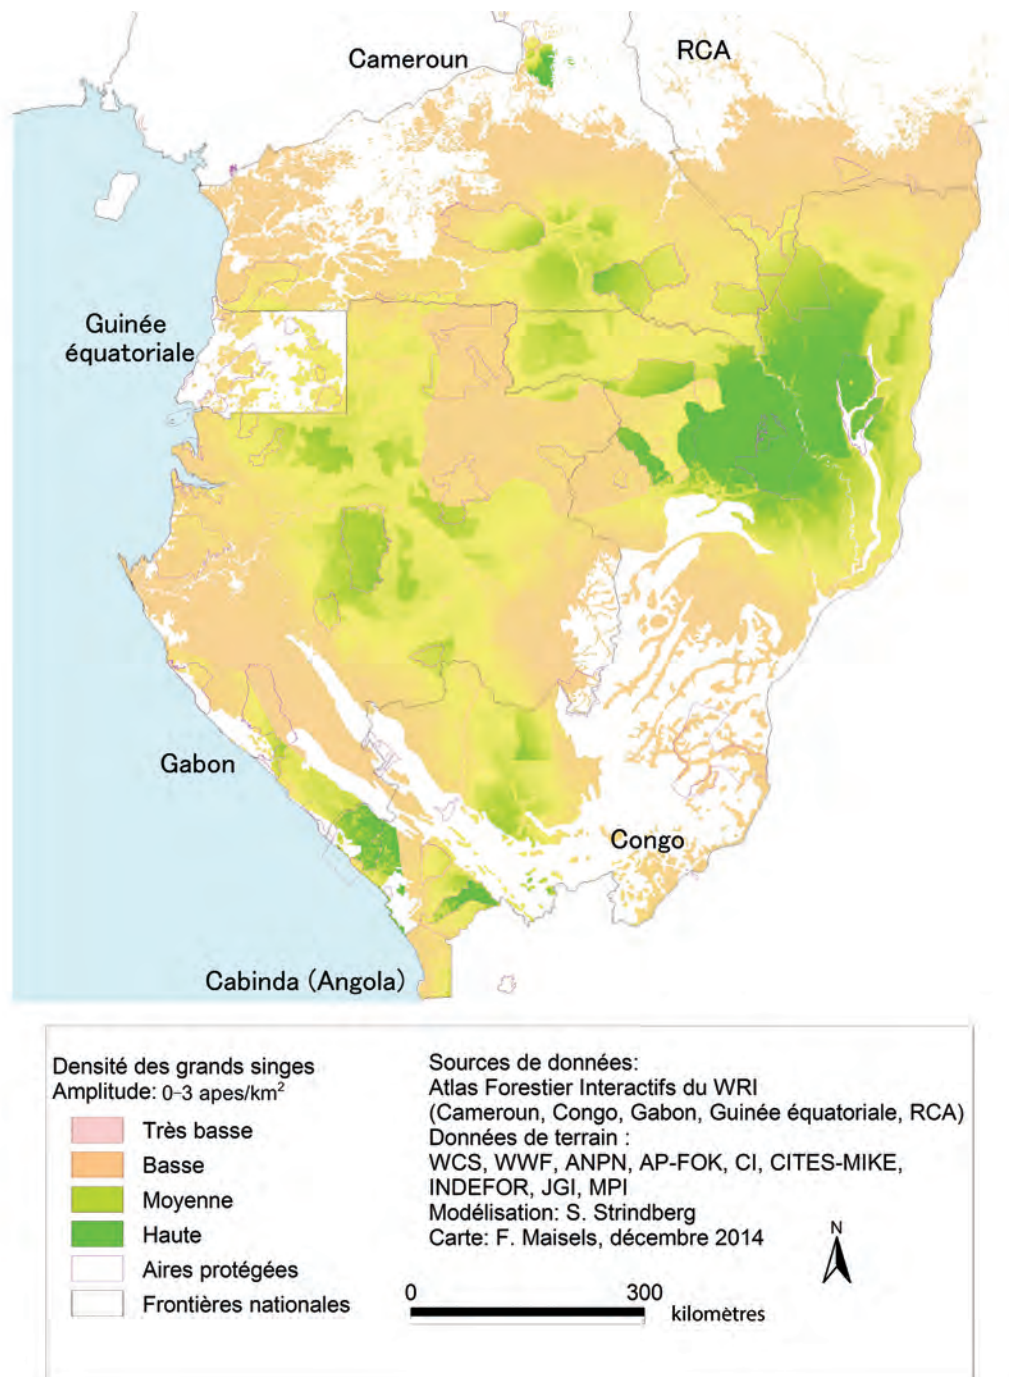 Cameroun
RCA
Guinée
équatoriale
Gabon
Congo
Cabinda (Angola)
Densité des grands singes
Amplitude: 0–3 apes/km²
Très basse
Basse
Moyenne
Haute
Aires protégées
Frontières nationales
Sources de données:
Atlas Forestier Interactifs du WRI
(Cameroun, Congo, Gabon, Guinée équatoriale, RCA)
Données de terrain :
WCS, WWF, ANPN, AP-FOK, CI, CITES-MIKE,
INDEFOR, JGI, MPI
Modélisation: S. Strindberg
Carte: F. Maisels, décembre 2014
N
0 300
kilomètres